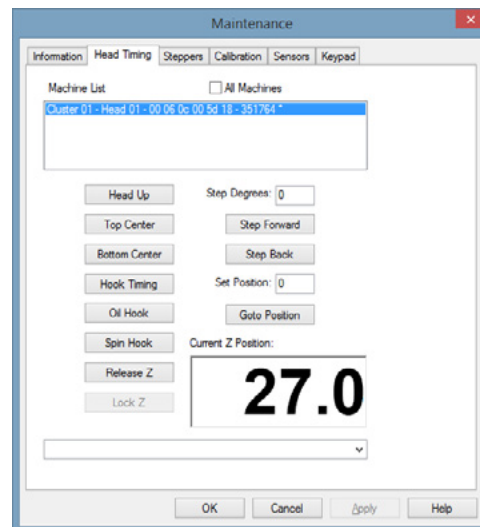 Maintenance
Information Head Timing Steppers Calibration Sensors Keypad
Machine List All Machines
Cluster 01 - Head 01 - 00 06 0c 00 5d 18 - 351764 *
Head Up Step Degrees: 0
Top Center Step Forward
Bottom Center Step Back
Hook Timing Set Position: 0
Oil Hook Goto Position
Spin Hook Current Z Position:
Release Z 27.0
Lock Z
OK Cancel Apply Help